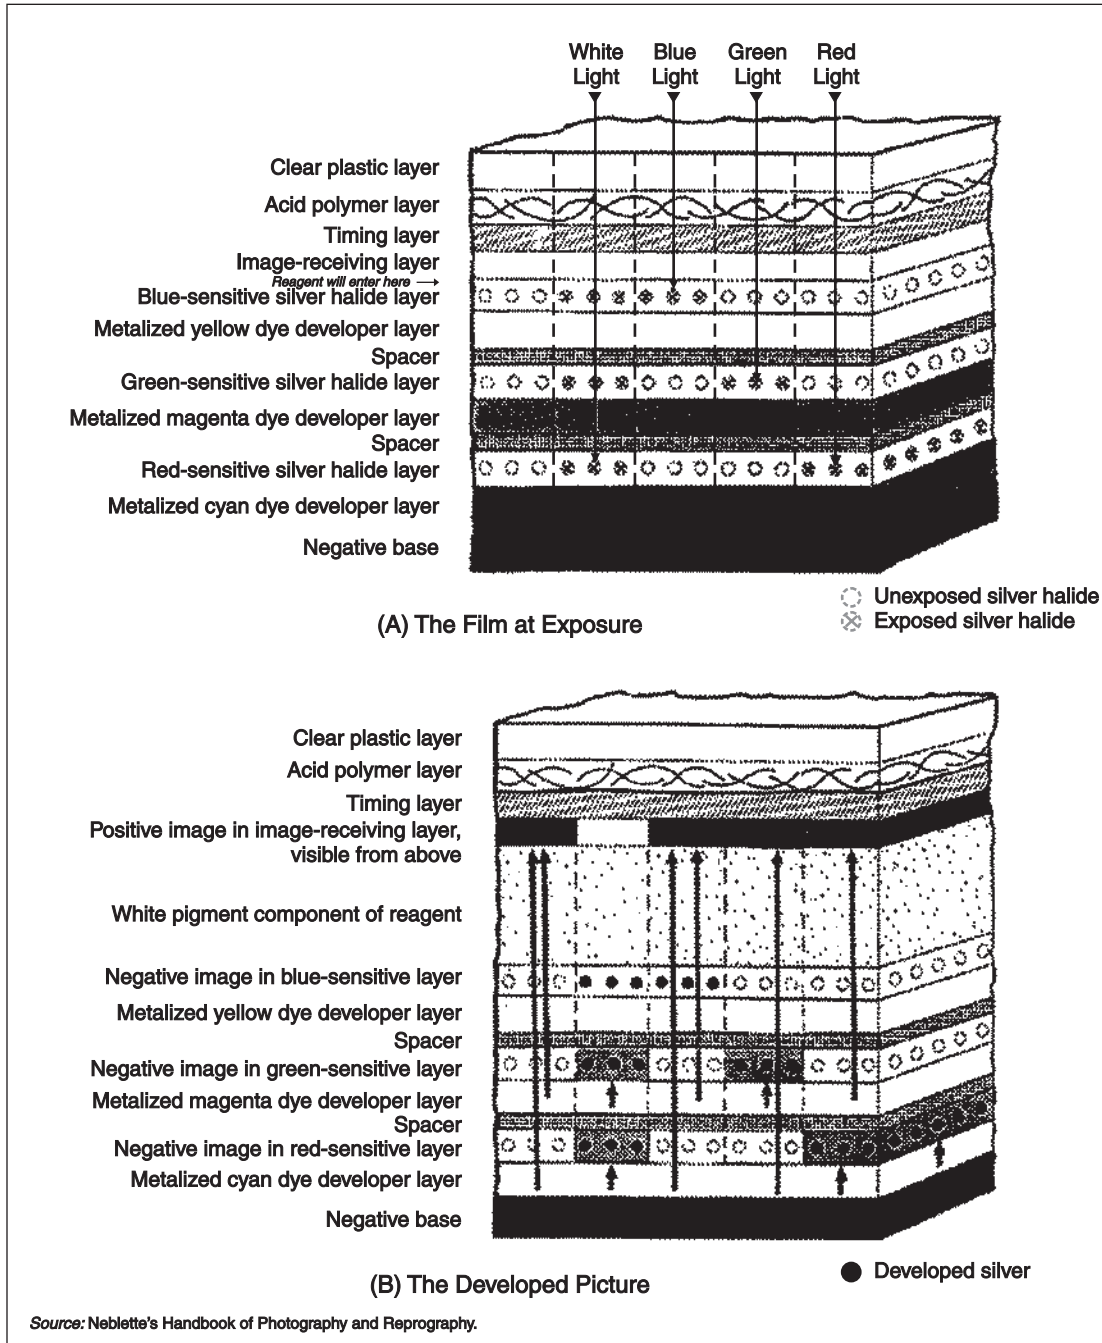 White Light
Blue Light
Green Light
Red Light
Clear plastic layer
Acid polymer layer
Timing layer
Image-receiving layer
Reagent will enter here →
Blue-sensitive silver halide layer
Metalized yellow dye developer layer
Spacer
Green-sensitive silver halide layer
Metalized magenta dye developer layer
Spacer
Red-sensitive silver halide layer
Metalized cyan dye developer layer
Negative base
Unexposed silver halide
Exposed silver halide
(A) The Film at Exposure
Clear plastic layer
Acid polymer layer
Timing layer
Positive image in image-receiving layer,
visible from above
White pigment component of reagent
Negative image in blue-sensitive layer
Metalized yellow dye developer layer
Spacer
Negative image in green-sensitive layer
Metalized magenta dye developer layer
Spacer
Negative image in red-sensitive layer
Metalized cyan dye developer layer
Negative base
Developed silver
(B) The Developed Picture
Source: Neblette's Handbook of Photography and Reprography.